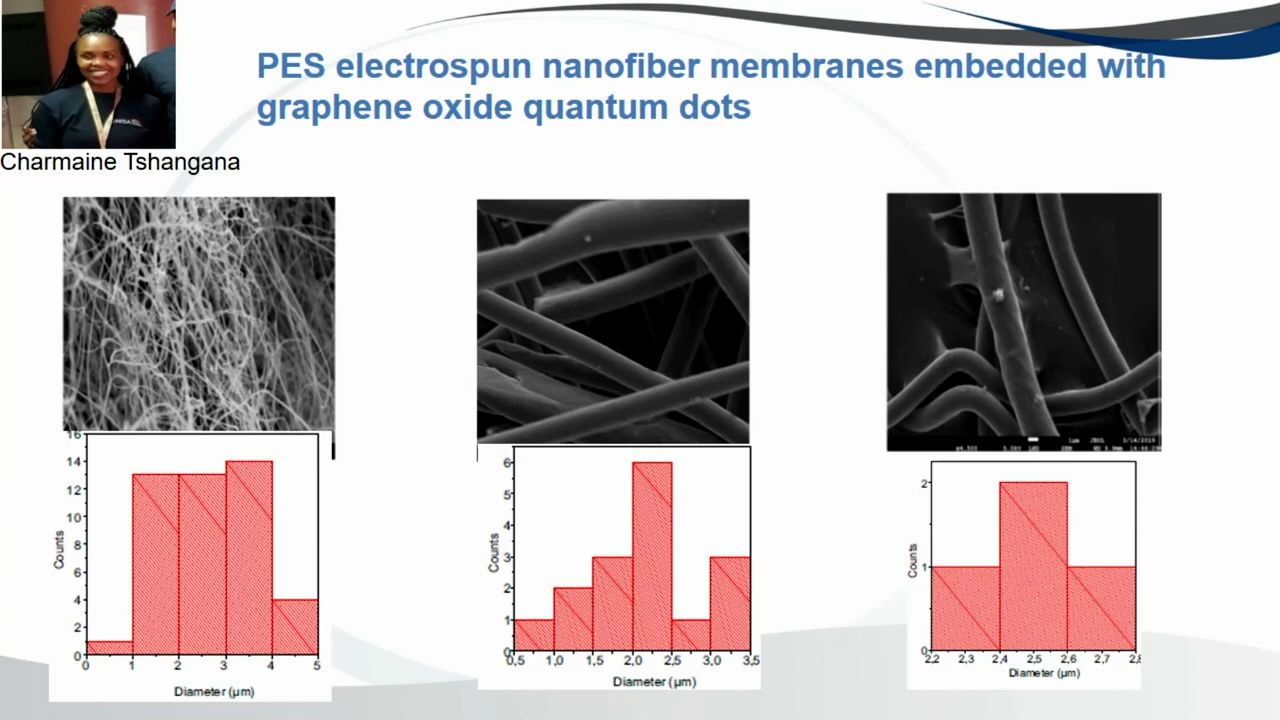 PES electrospun nanofiber membranes embedded with
graphene oxide quantum dots
Charmaine Tshangana
16
14
12
10
8
6
4
2
0
Counts
0 1 2 3 4 5
Diameter (µm)
6
5
4
3
2
1
0
Counts
0,5 1,0 1,5 2,0 2,5 3,0 3,5
Diameter (µm)
1µm
2
1
0
Counts
2,2 2,3 2,4 2,5 2,6 2,7 2,8
Diameter (µm)